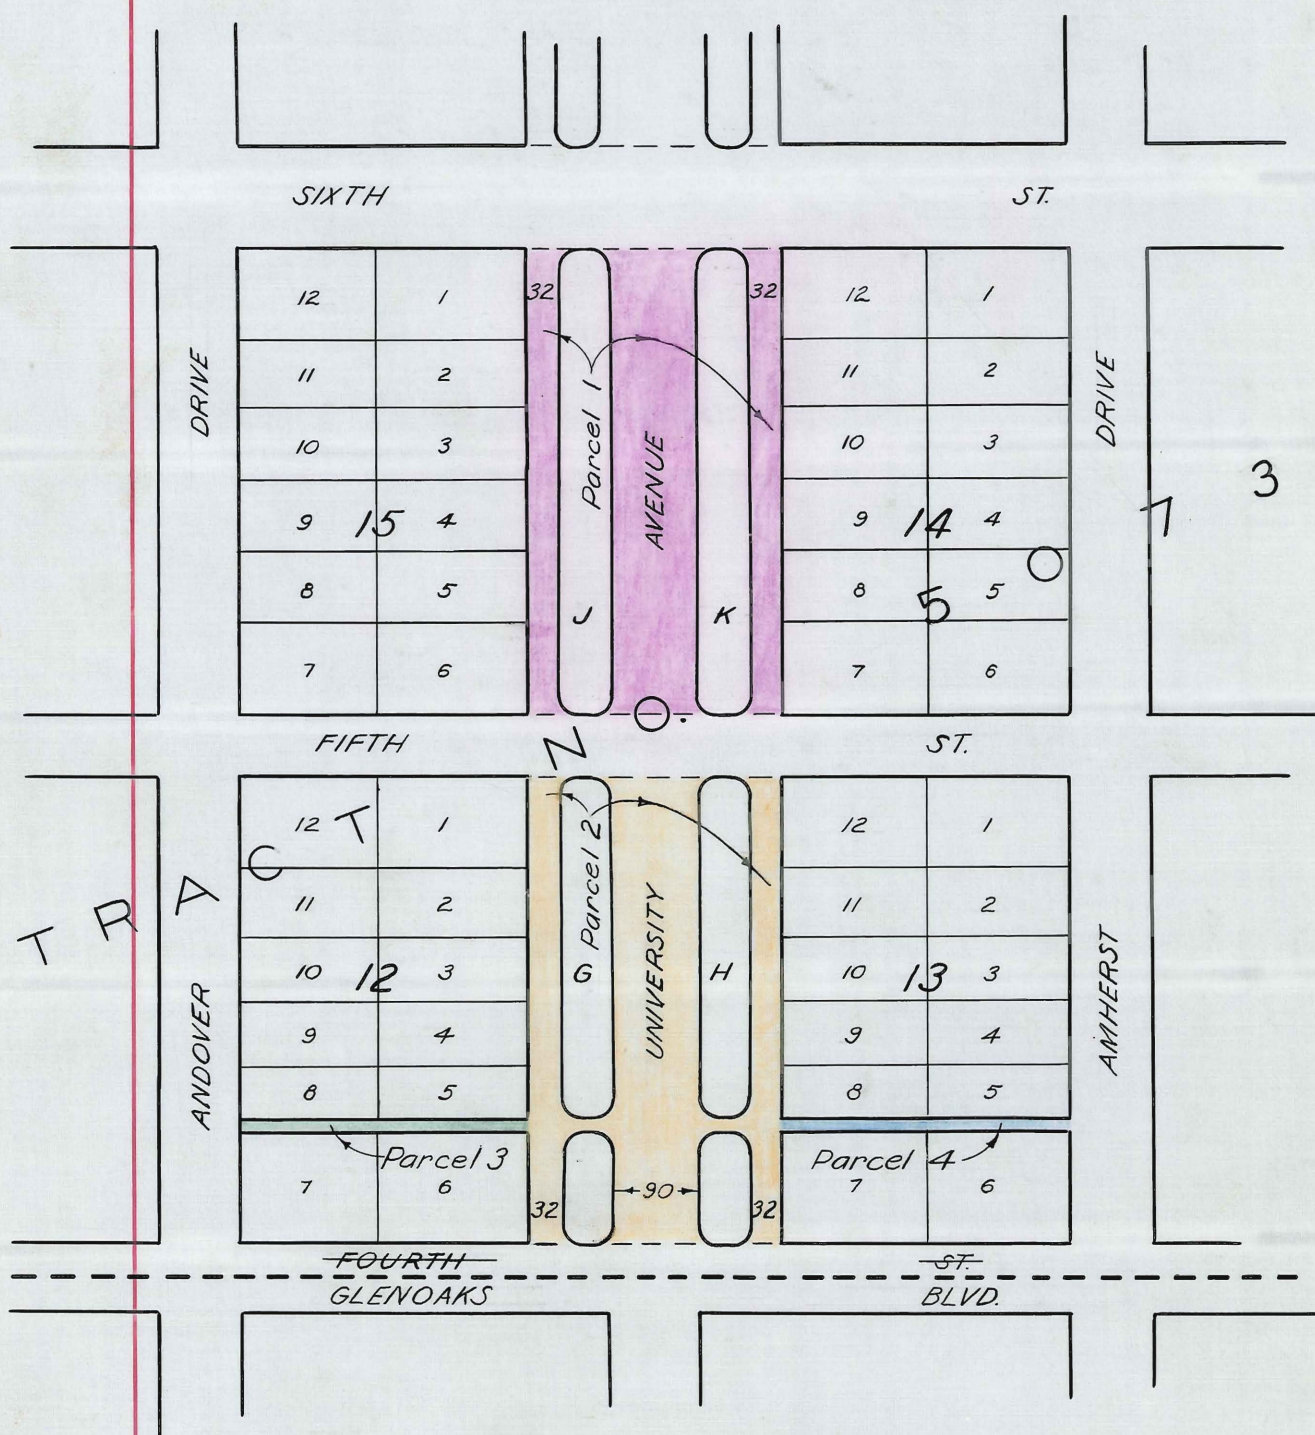 SIXTH ST.
12 1 32 32 12 1
11 2 11 2
10 3 10 3
9 15 4 9 14 4
8 5 8 5 5
7 6 7 6
DRIVE
Parcel 1
AVENUE
J K
DRIVE
FIFTH ST.
TRACT NO. 5073
12 1 12 1
11 2 11 2
10 12 3 10 13 3
9 4 9 4
8 5 8 5
ANDOVER
Parcel 2
G H
UNIVERSITY
AMHERST
Parcel 3 Parcel 4
7 6 90 7 6
32 32
FOURTH ST.
GLENOAKS BLVD.